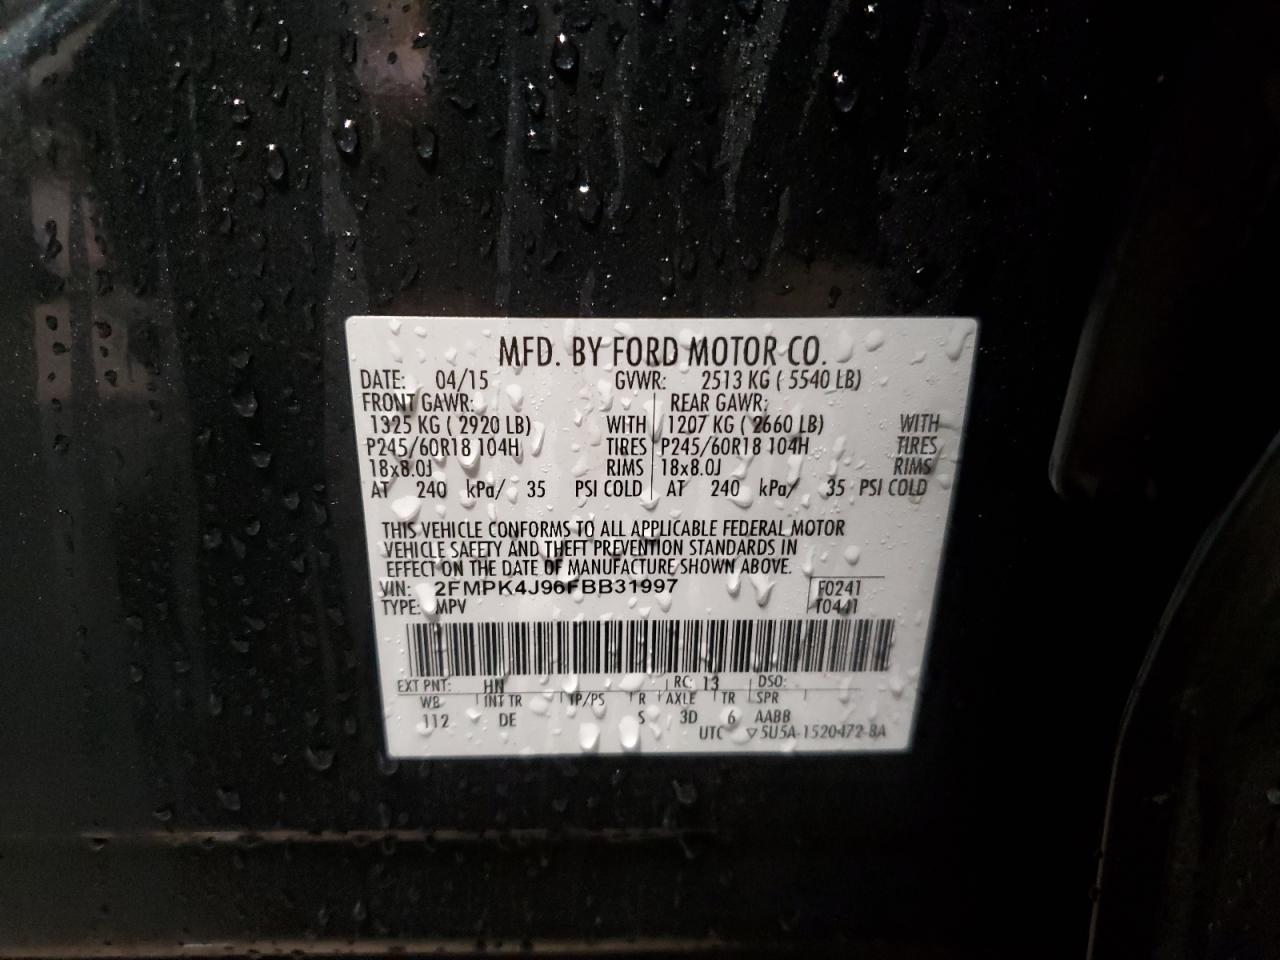 MFD. BY FORD MOTOR CO.
DATE: 04/15 GVWR: 2513 KG ( 5540 LB)
FRONT GAWR: REAR GAWR:
1325 KG ( 2920 LB) WITH 1207 KG ( 2660 LB) WITH
P245/60R18 104H TIRES P245/60R18 104H TIRES
18x8.0J RIMS 18x8.0J RIMS
AT 240 kPa/ 35 PSI COLD AT 240 kPa/ 35 PSI COLD
THIS VEHICLE CONFORMS TO ALL APPLICABLE FEDERAL MOTOR
VEHICLE SAFETY AND THEFT PREVENTION STANDARDS IN
EFFECT ON THE DATE OF MANUFACTURE SHOWN ABOVE.
VIN: 2FMPK4J96FBB31997 F0241
TYPE: MPV T0441
EXT PNT: HN RC: 13 DSO:
WB INT TR TP/PS R AXLE TR SPR
112 DE S 3D 6 AABB
UTC ▽5U5A-1520472-BA